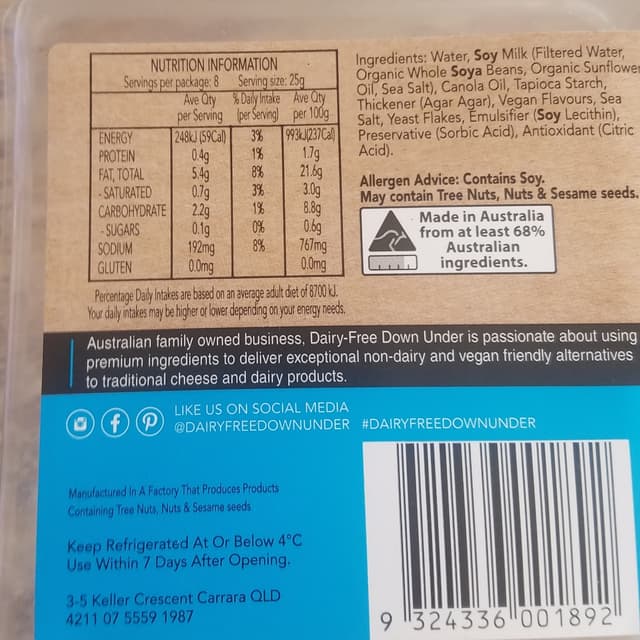 NUTRITION INFORMATION
Servings per package: 8 Serving size: 25g
Ave Qty per Serving % Daily Intake (per Serving) Ave Qty per 100g
ENERGY 248kJ (59Cal) 3% 993kJ(237Cal)
PROTEIN 0.4g 1% 1.7g
FAT, TOTAL 5.4g 8% 21.6g
- SATURATED 0.7g 3% 3.0g
CARBOHYDRATE 2.2g 1% 8.8g
- SUGARS 0.1g 0% 0.6g
SODIUM 192mg 8% 767mg
GLUTEN 0.0mg 0.0mg
Percentage Daily Intakes are based on an average adult diet of 8700 kJ.
Your daily intakes may be higher or lower depending on your energy needs.
Ingredients: Water, Soy Milk (Filtered Water,
Organic Whole Soya Beans, Organic Sunflower
Oil, Sea Salt), Canola Oil, Tapioca Starch,
Thickener (Agar Agar), Vegan Flavours, Sea
Salt, Yeast Flakes, Emulsifier (Soy Lecithin),
Preservative (Sorbic Acid), Antioxidant (Citric
Acid).
Allergen Advice: Contains Soy.
May contain Tree Nuts, Nuts & Sesame seeds.
Made in Australia
from at least 68%
Australian
ingredients.
Australian family owned business, Dairy-Free Down Under is passionate about using
premium ingredients to deliver exceptional non-dairy and vegan friendly alternatives
to traditional cheese and dairy products.
LIKE US ON SOCIAL MEDIA
@DAIRYFREEDOWNUNDER #DAIRYFREEDOWNUNDER
Manufactured In A Factory That Produces Products
Containing Tree Nuts, Nuts & Sesame seeds
Keep Refrigerated At Or Below 4°C
Use Within 7 Days After Opening.
3-5 Keller Crescent Carrara QLD
4211 07 5559 1987
9 324336 001892